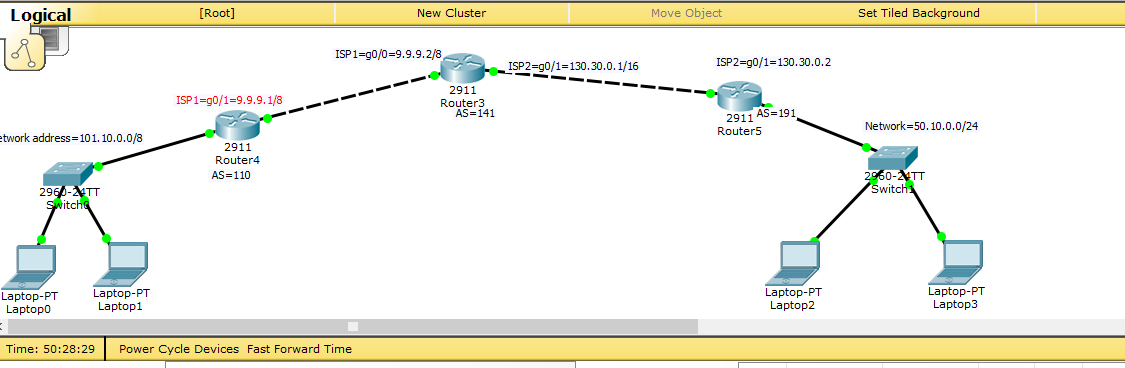 Logical
[Root]
New Cluster
Move Object
Set Tiled Background
ISP1=g0/0=9.9.9.2/8
2911
Router3
AS=141
ISP2=g0/1=130.30.0.1/16
ISP2=g0/1=130.30.0.2
2911
Router5
AS=191
ISP1=g0/1=9.9.9.1/8
2911
Router4
AS=110
etwork address=101.10.0.0/8
Network=50.10.0.0/24
2960-24TT
Switch0
2960-24TT
Switch1
Laptop-PT
Laptop0
Laptop-PT
Laptop1
Laptop-PT
Laptop2
Laptop-PT
Laptop3
Time: 50:28:29
Power Cycle Devices Fast Forward Time